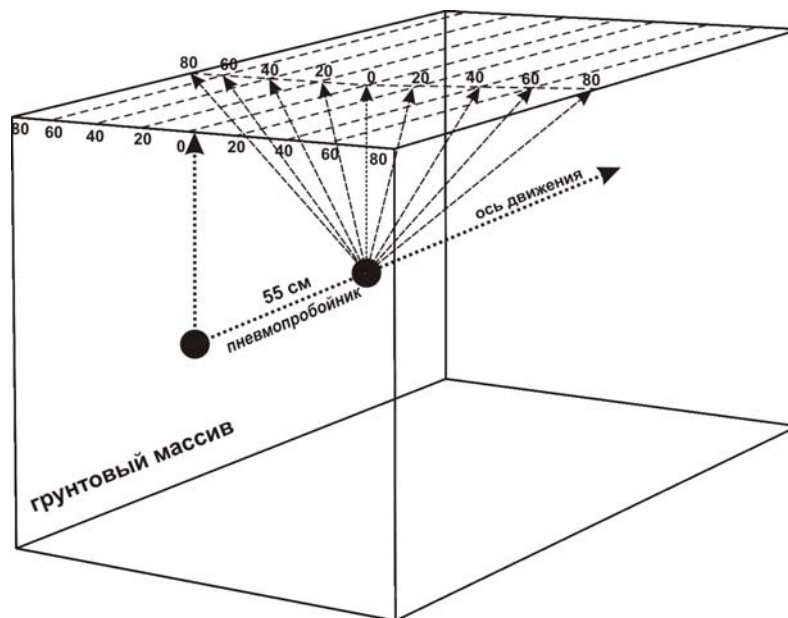 80 60 40 20 0 20 40 60 80
80 60 40 20 0 20 40 60 80
ось движения
55 см
пневмопробойник
грунтовый массив